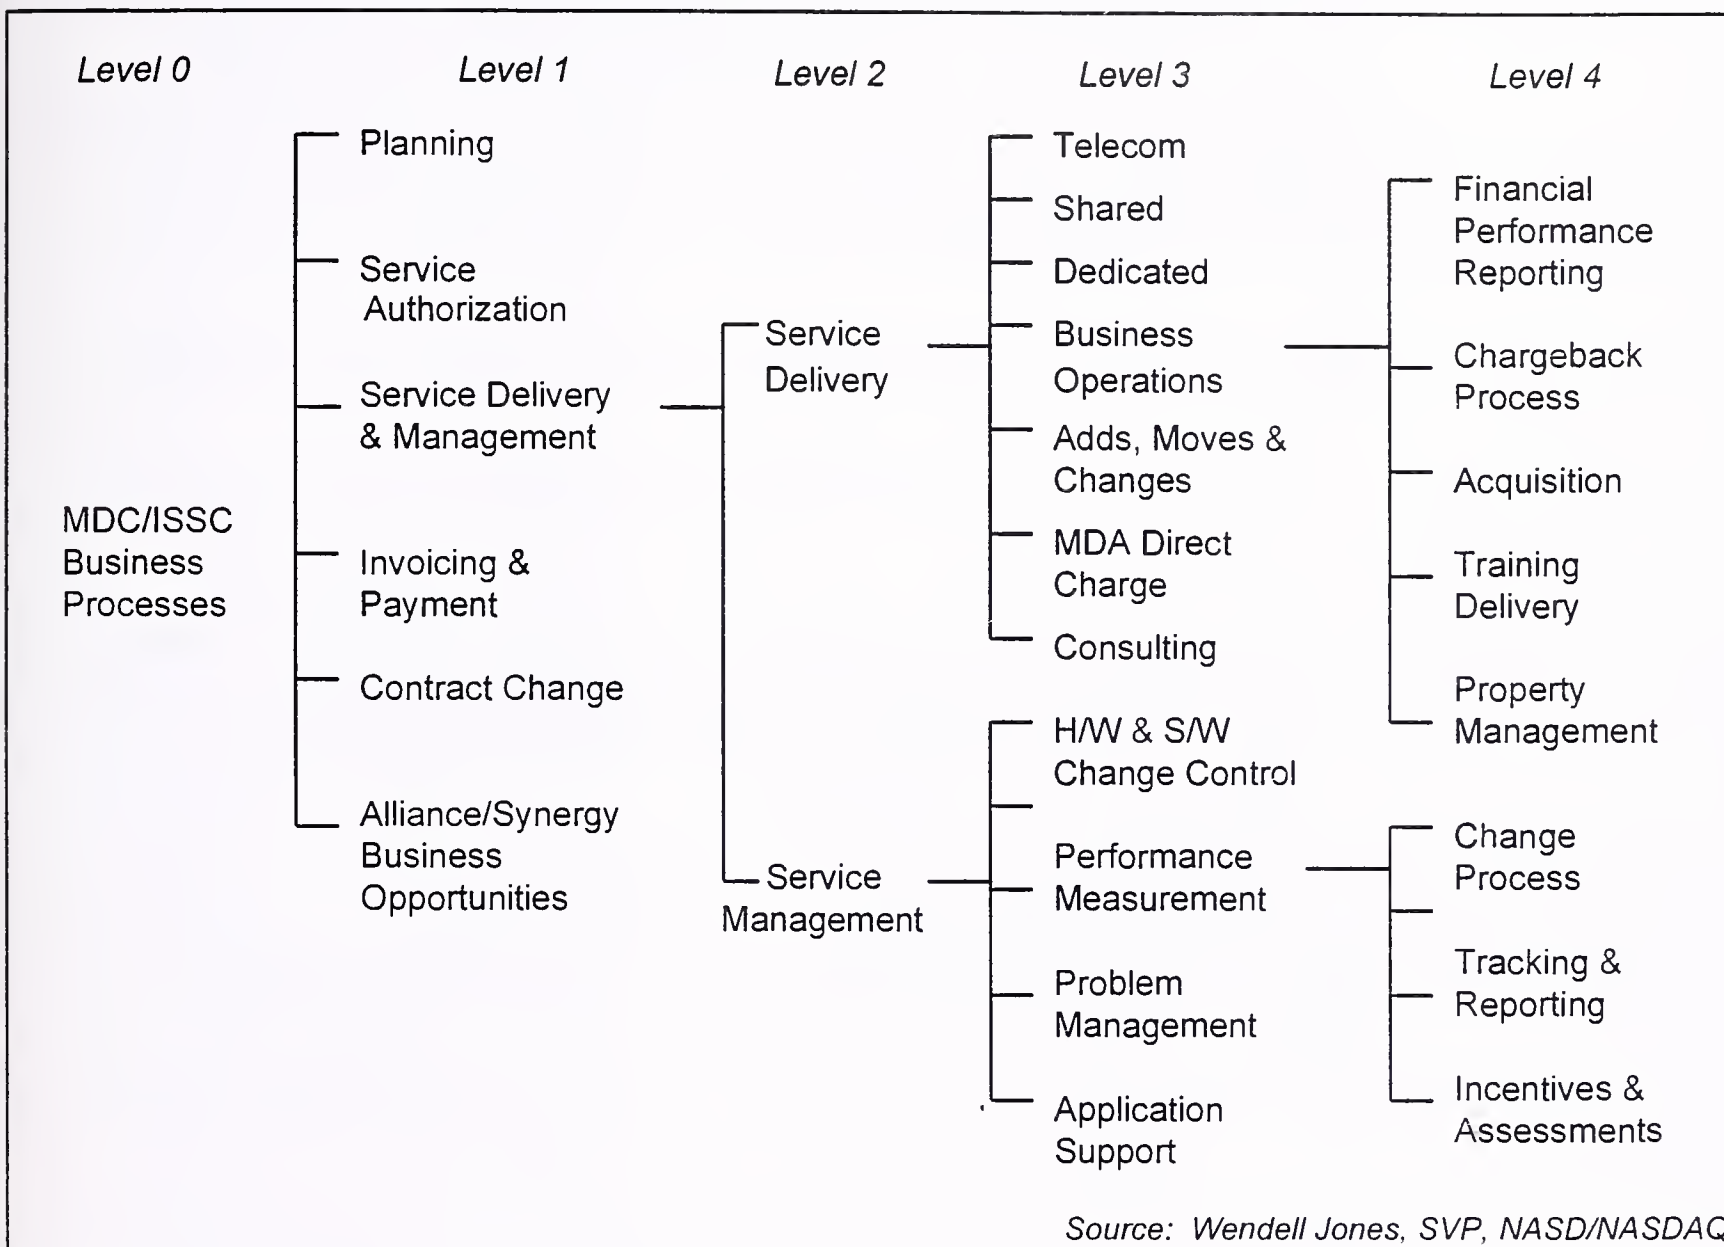 Level 0
Level 1
Level 2
Level 3
Level 4
MDC/ISSC
Business
Processes
Planning
Service
Authorization
Service Delivery
& Management
Invoicing &
Payment
Contract Change
Alliance/Synergy
Business
Opportunities
Service
Delivery
Service
Management
Telecom
Shared
Dedicated
Business
Operations
Adds, Moves &
Changes
MDA Direct
Charge
Consulting
H/W & S/W
Change Control
Performance
Measurement
Problem
Management
Application
Support
Financial
Performance
Reporting
Chargeback
Process
Acquisition
Training
Delivery
Property
Management
Change
Process
Tracking &
Reporting
Incentives &
Assessments
Source: Wendell Jones, SVP, NASD/NASDAQ